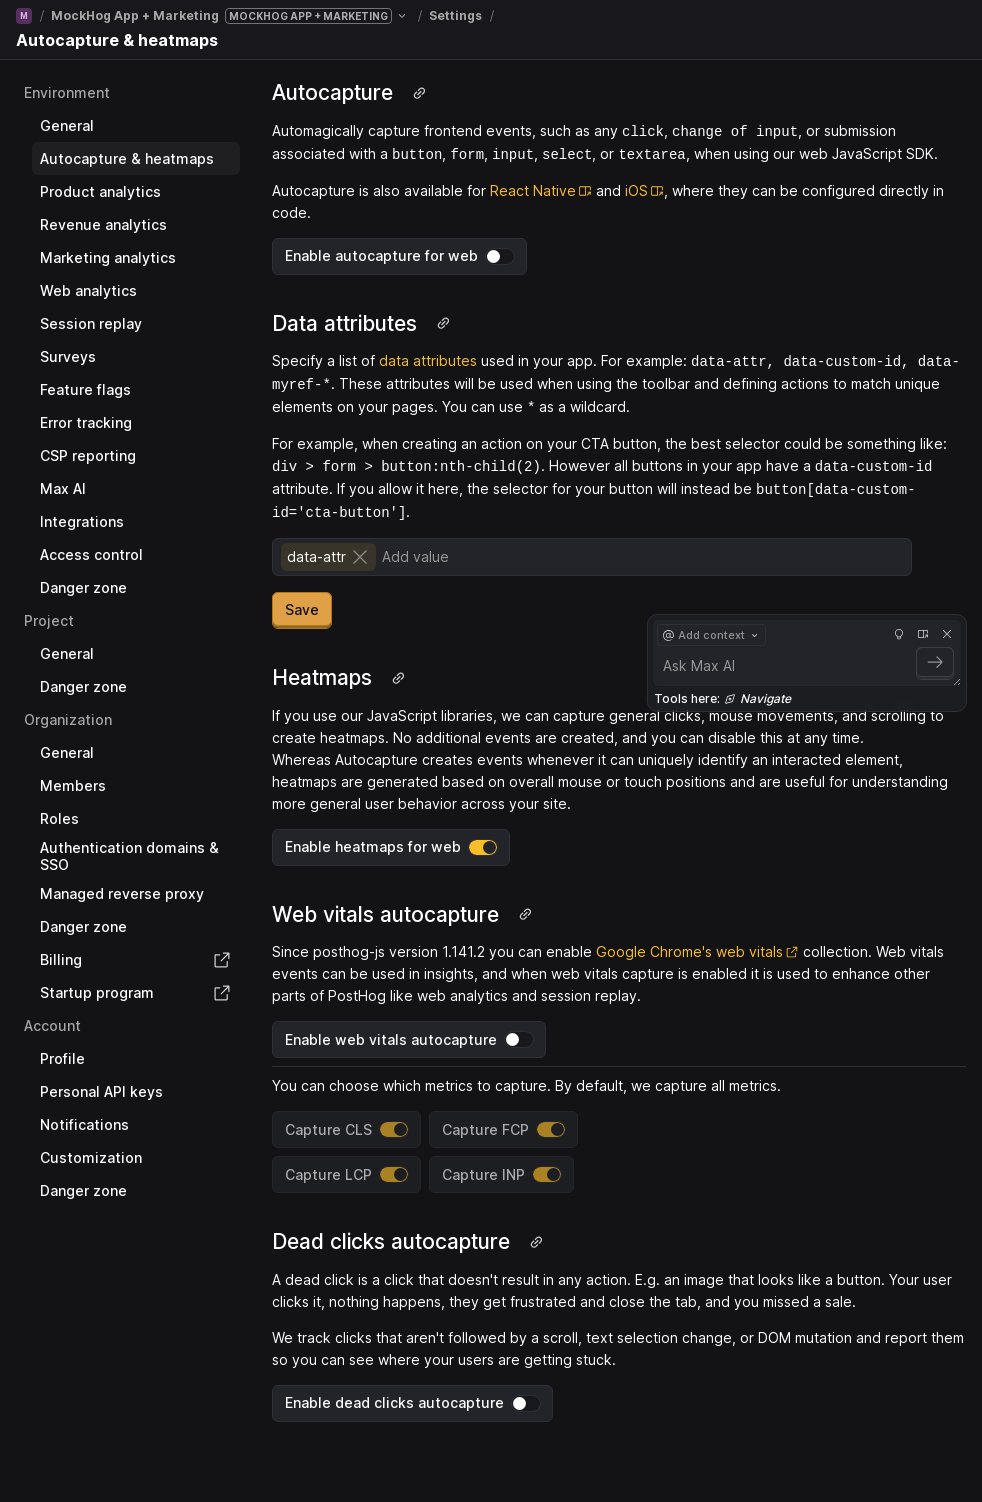 M / MockHog App + Marketing MOCKHOG APP + MARKETING / Settings /
Autocapture & heatmaps
Environment
General
Autocapture & heatmaps
Product analytics
Revenue analytics
Marketing analytics
Web analytics
Session replay
Surveys
Feature flags
Error tracking
CSP reporting
Max AI
Integrations
Access control
Danger zone
Project
General
Danger zone
Organization
General
Members
Roles
Authentication domains &
SSO
Managed reverse proxy
Danger zone
Billing
Startup program
Account
Profile
Personal API keys
Notifications
Customization
Danger zone
Autocapture
Automagically capture frontend events, such as any click, change of input, or submission
associated with a button, form, input, select, or textarea, when using our web JavaScript SDK.
Autocapture is also available for React Native and iOS, where they can be configured directly in
code.
Enable autocapture for web
Data attributes
Specify a list of data attributes used in your app. For example: data-attr, data-custom-id, data-
myref-*. These attributes will be used when using the toolbar and defining actions to match unique
elements on your pages. You can use * as a wildcard.
For example, when creating an action on your CTA button, the best selector could be something like:
div > form > button:nth-child(2). However all buttons in your app have a data-custom-id
attribute. If you allow it here, the selector for your button will instead be button[data-custom-
id='cta-button'].
data-attr Add value
Save
@ Add context
Ask Max AI
Tools here: Navigate
Heatmaps
If you use our JavaScript libraries, we can capture general clicks, mouse movements, and scrolling to
create heatmaps. No additional events are created, and you can disable this at any time.
Whereas Autocapture creates events whenever it can uniquely identify an interacted element,
heatmaps are generated based on overall mouse or touch positions and are useful for understanding
more general user behavior across your site.
Enable heatmaps for web
Web vitals autocapture
Since posthog-js version 1.141.2 you can enable Google Chrome's web vitals collection. Web vitals
events can be used in insights, and when web vitals capture is enabled it is used to enhance other
parts of PostHog like web analytics and session replay.
Enable web vitals autocapture
You can choose which metrics to capture. By default, we capture all metrics.
Capture CLS Capture FCP
Capture LCP Capture INP
Dead clicks autocapture
A dead click is a click that doesn't result in any action. E.g. an image that looks like a button. Your user
clicks it, nothing happens, they get frustrated and close the tab, and you missed a sale.
We track clicks that aren't followed by a scroll, text selection change, or DOM mutation and report them
so you can see where your users are getting stuck.
Enable dead clicks autocapture